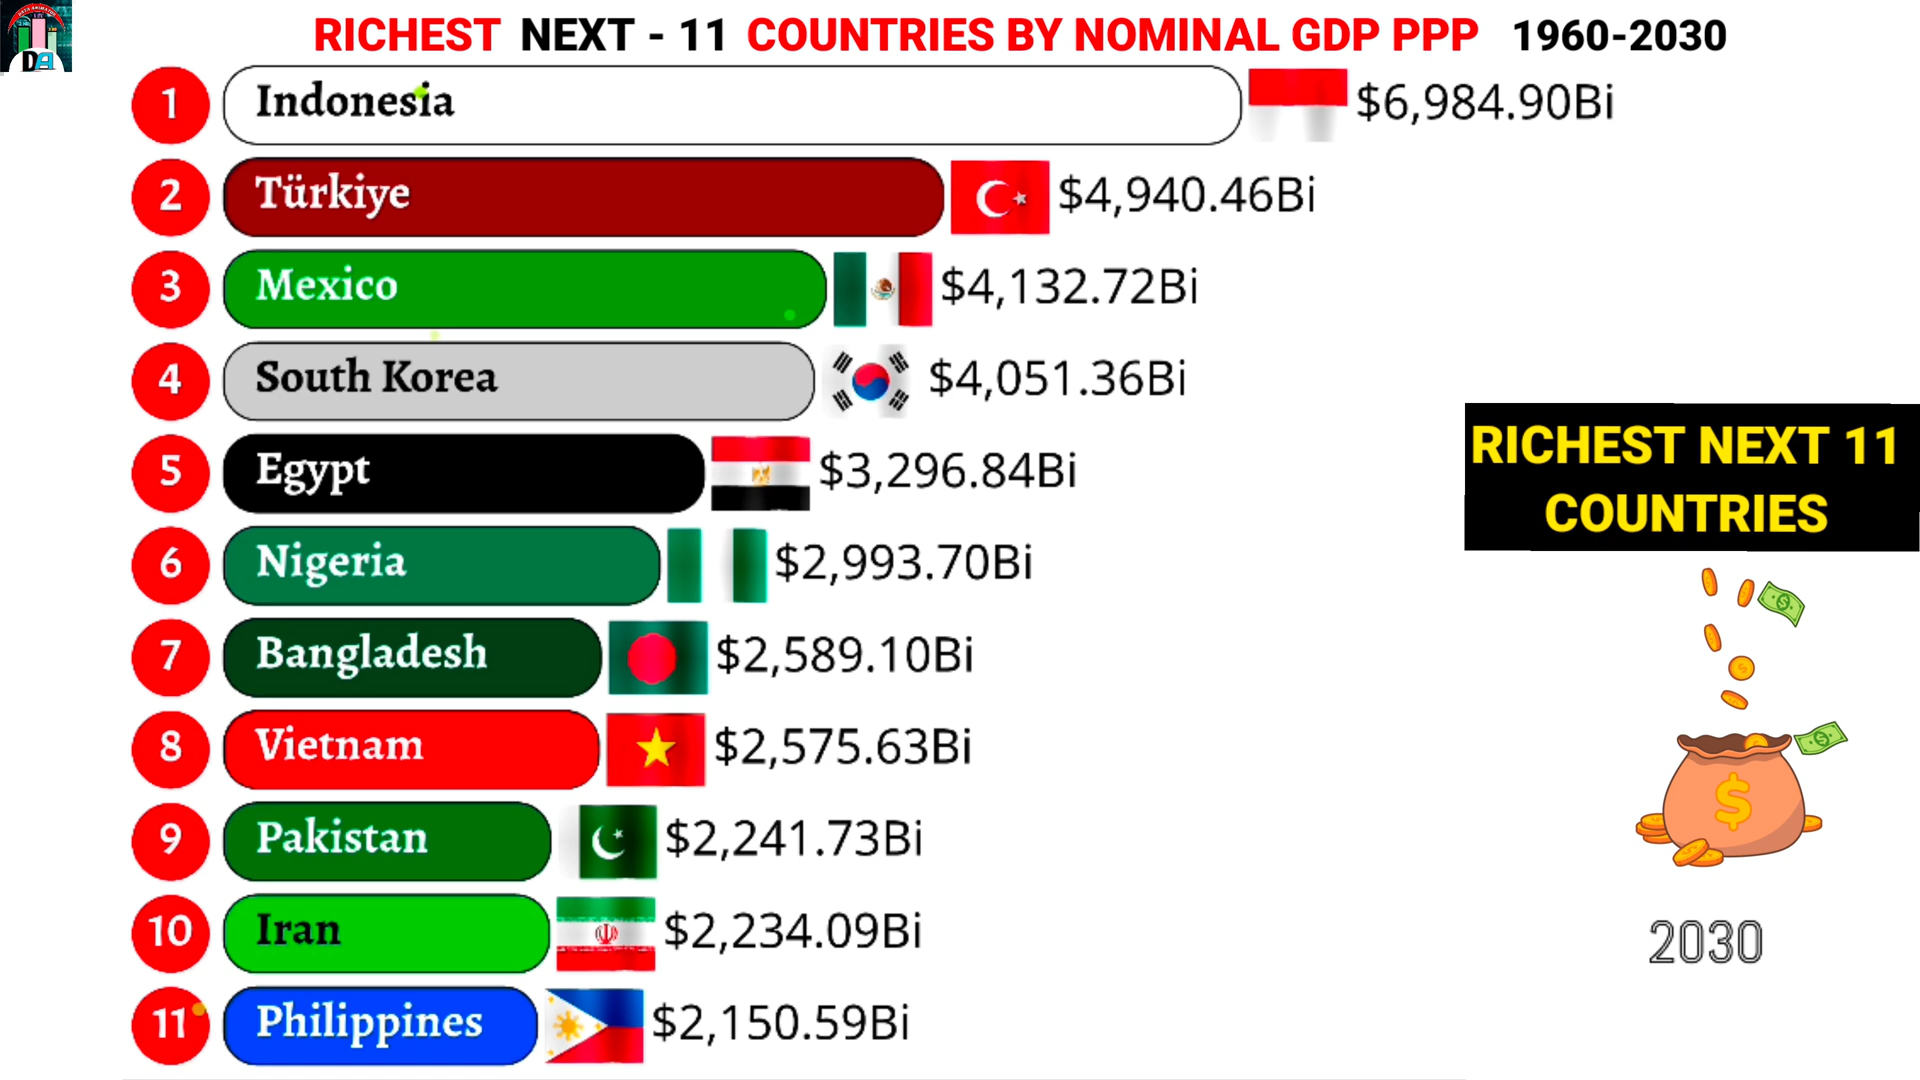 RICHEST NEXT - 11 COUNTRIES BY NOMINAL GDP PPP 1960-2030
DA
1 Indonesia $6,984.90Bi
2 Türkiye $4,940.46Bi
3 Mexico $4,132.72Bi
4 South Korea $4,051.36Bi
5 Egypt $3,296.84Bi
6 Nigeria $2,993.70Bi
7 Bangladesh $2,589.10Bi
8 Vietnam $2,575.63Bi
9 Pakistan $2,241.73Bi
10 Iran $2,234.09Bi
11 Philippines $2,150.59Bi
RICHEST NEXT 11
COUNTRIES
$
2030